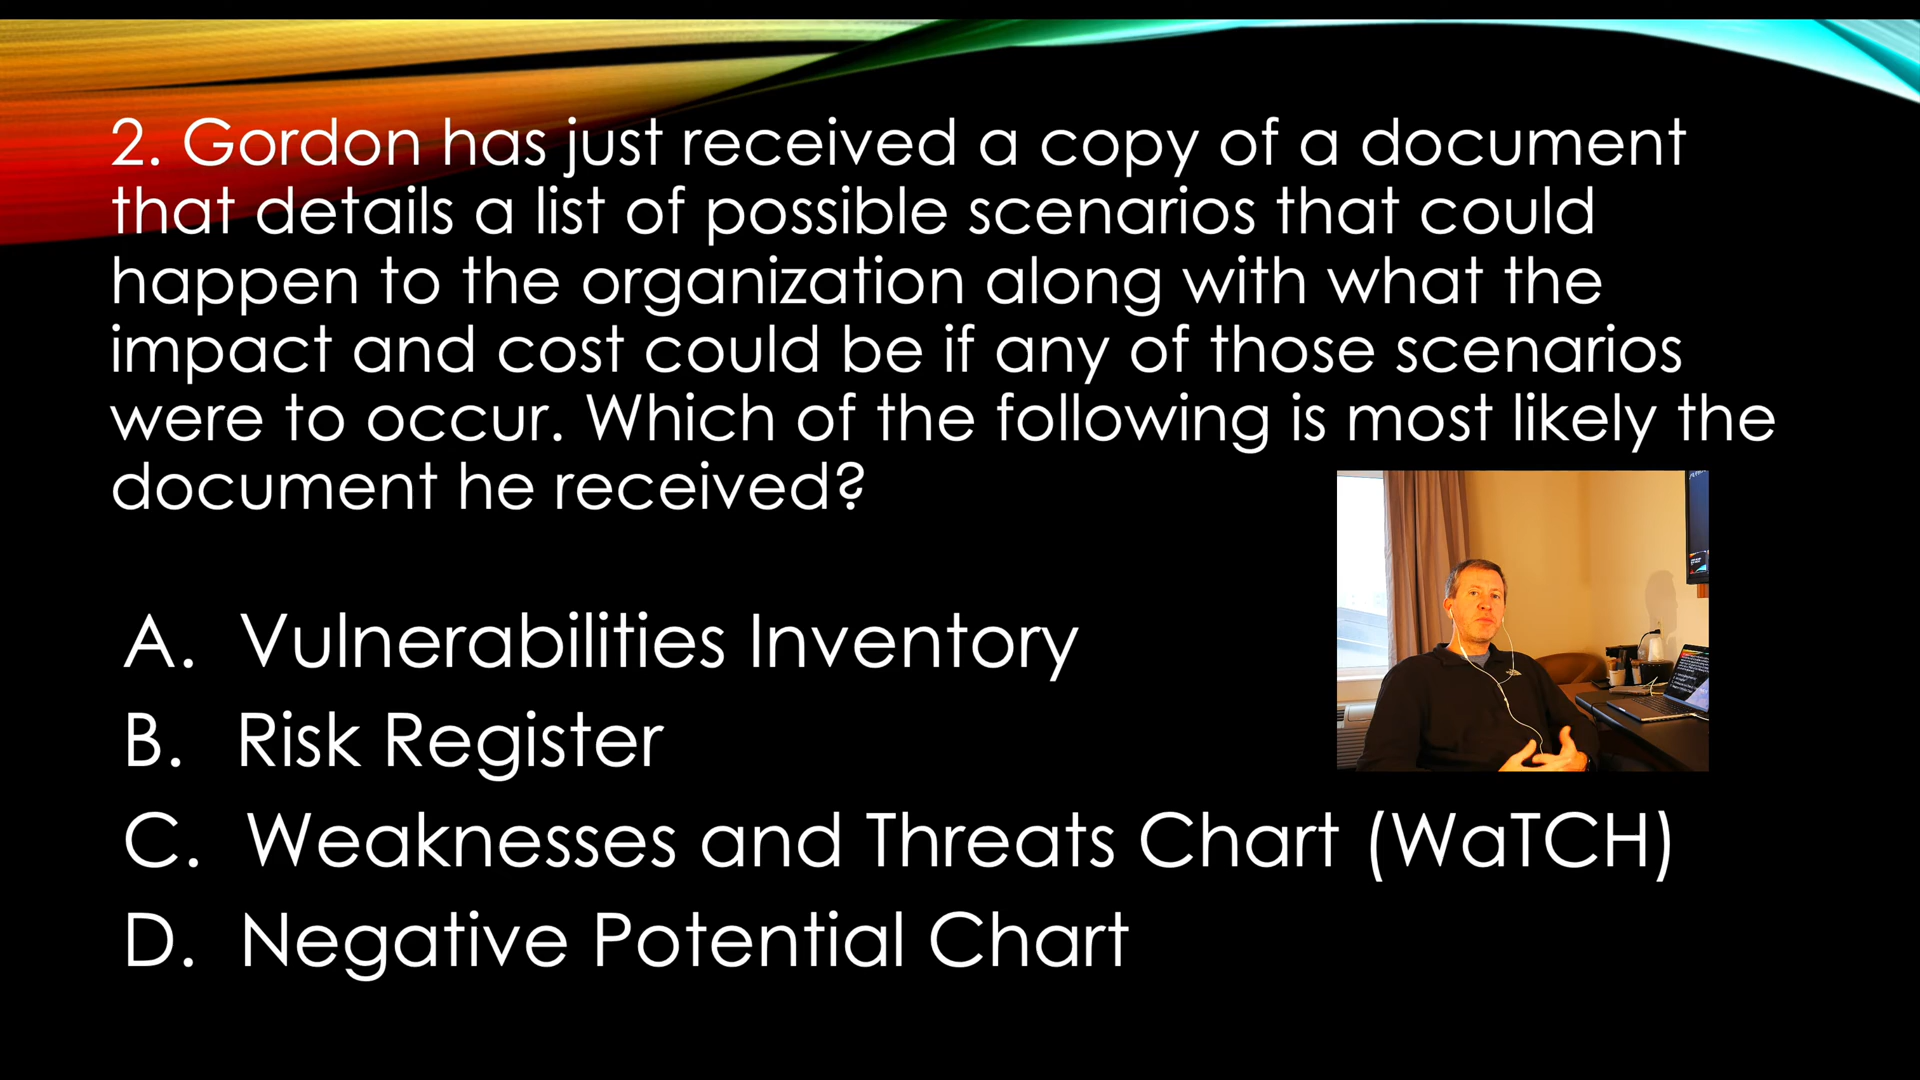 2. Gordon has just received a copy of a document
that details a list of possible scenarios that could
happen to the organization along with what the
impact and cost could be if any of those scenarios
were to occur. Which of the following is most likely the
document he received?
A. Vulnerabilities Inventory
B. Risk Register
C. Weaknesses and Threats Chart (WaTCH)
D. Negative Potential Chart